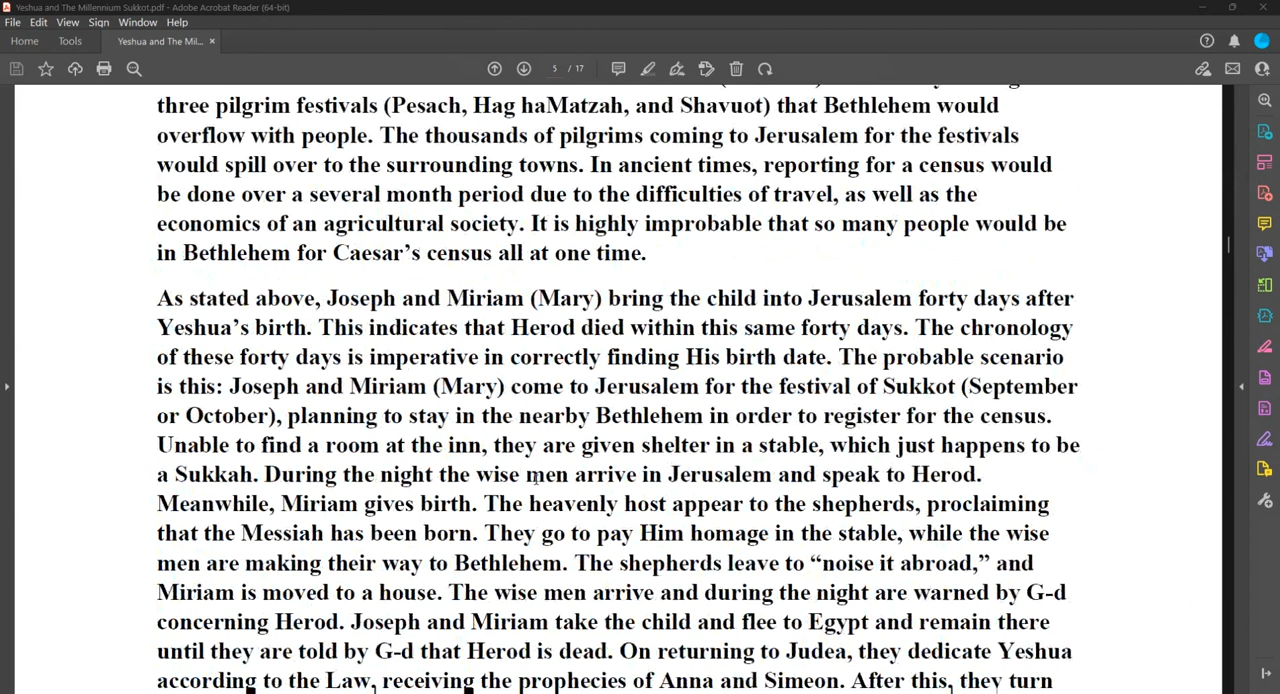 Yeshua and The Millennium Sukkot.pdf - Adobe Acrobat Reader (64-bit)
File Edit View Sign Window Help
Home Tools Yeshua and The Mil... ×
5 / 17
three pilgrim festivals (Pesach, Hag haMatzah, and Shavuot) that Bethlehem would
overflow with people. The thousands of pilgrims coming to Jerusalem for the festivals
would spill over to the surrounding towns. In ancient times, reporting for a census would
be done over a several month period due to the difficulties of travel, as well as the
economics of an agricultural society. It is highly improbable that so many people would be
in Bethlehem for Caesar’s census all at one time.
As stated above, Joseph and Miriam (Mary) bring the child into Jerusalem forty days after
Yeshua’s birth. This indicates that Herod died within this same forty days. The chronology
of these forty days is imperative in correctly finding His birth date. The probable scenario
is this: Joseph and Miriam (Mary) come to Jerusalem for the festival of Sukkot (September
or October), planning to stay in the nearby Bethlehem in order to register for the census.
Unable to find a room at the inn, they are given shelter in a stable, which just happens to be
a Sukkah. During the night the wise men arrive in Jerusalem and speak to Herod.
Meanwhile, Miriam gives birth. The heavenly host appear to the shepherds, proclaiming
that the Messiah has been born. They go to pay Him homage in the stable, while the wise
men are making their way to Bethlehem. The shepherds leave to “noise it abroad,” and
Miriam is moved to a house. The wise men arrive and during the night are warned by G-d
concerning Herod. Joseph and Miriam take the child and flee to Egypt and remain there
until they are told by G-d that Herod is dead. On returning to Judea, they dedicate Yeshua
according to the Law, receiving the prophecies of Anna and Simeon. After this, they turn